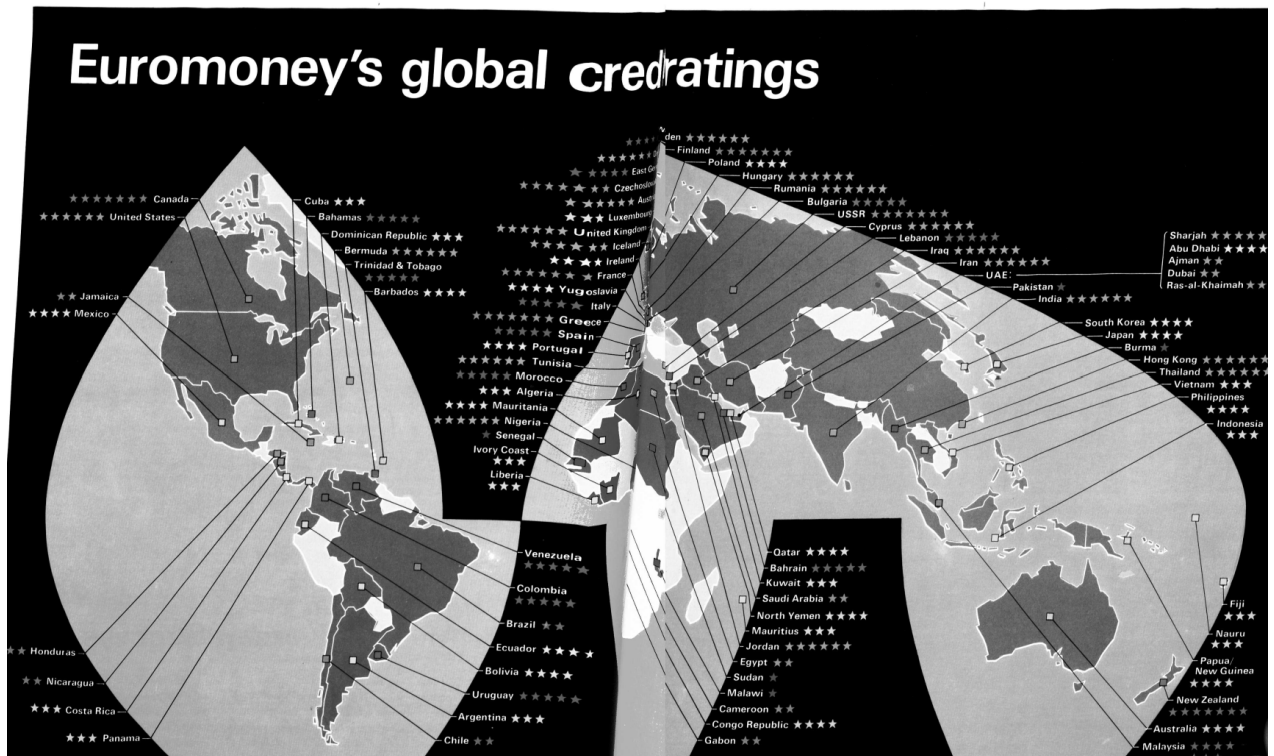 Euromoney's global cred ratings
Canada
United States
Jamaica
Mexico
Cuba
Bahamas
Dominican Republic
Bermuda
Trinidad & Tobago
Barbados
East Ge
Czechoslov
Aust
Luxembourg
United Kingdom
Iceland
Ireland
France
Yugoslavia
Italy
Greece
Spain
Portugal
Tunisia
Morocco
Algeria
Mauritania
Nigeria
Senegal
Ivory Coast
Liberia
den
Finland
Poland
Hungary
Rumania
Bulgaria
USSR
Cyprus
Lebanon
Iraq
Iran
UAE:
Sharjah
Abu Dhabi
Ajman
Dubai
Ras-al-Khaimah
Pakistan
India
South Korea
Japan
Burma
Hong Kong
Thailand
Vietnam
Philippines
Indonesia
Venezuela
Colombia
Brazil
Ecuador
Bolivia
Uruguay
Argentina
Chile
Honduras
Nicaragua
Costa Rica
Panama
Qatar
Bahrain
Kuwait
Saudi Arabia
North Yemen
Mauritius
Jordan
Egypt
Sudan
Malawi
Cameroon
Congo Republic
Gabon
Fiji
Nauru
Papua/
New Guinea
New Zealand
Australia
Malaysia